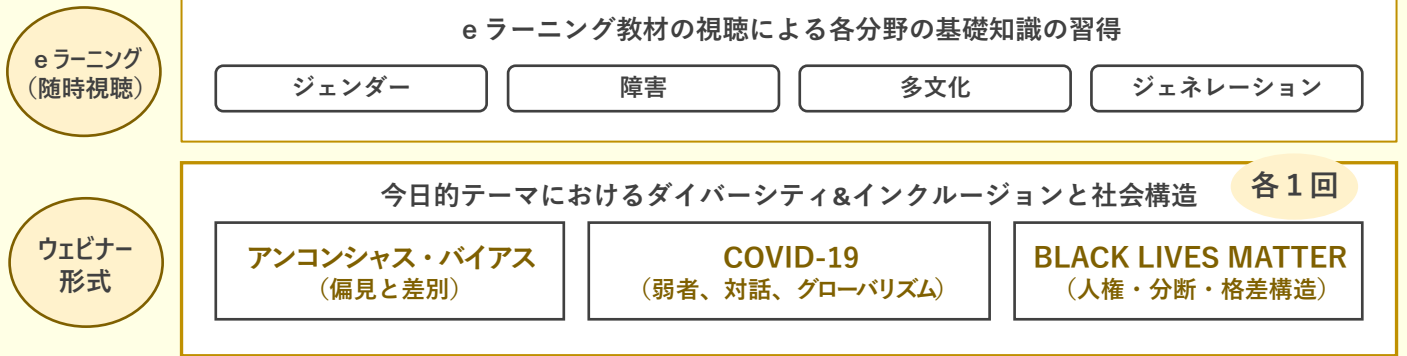 e ラーニング
（随時視聴）
e ラーニング教材の視聴による各分野の基礎知識の習得
ジェンダー
障害
多文化
ジェネレーション
ウェビナー
形式
今日的テーマにおけるダイバーシティ&インクルージョンと社会構造
各１回
アンコンシャス・バイアス
（偏見と差別）
COVID-19
（弱者、対話、グローバリズム）
BLACK LIVES MATTER
（人権・分断・格差構造）